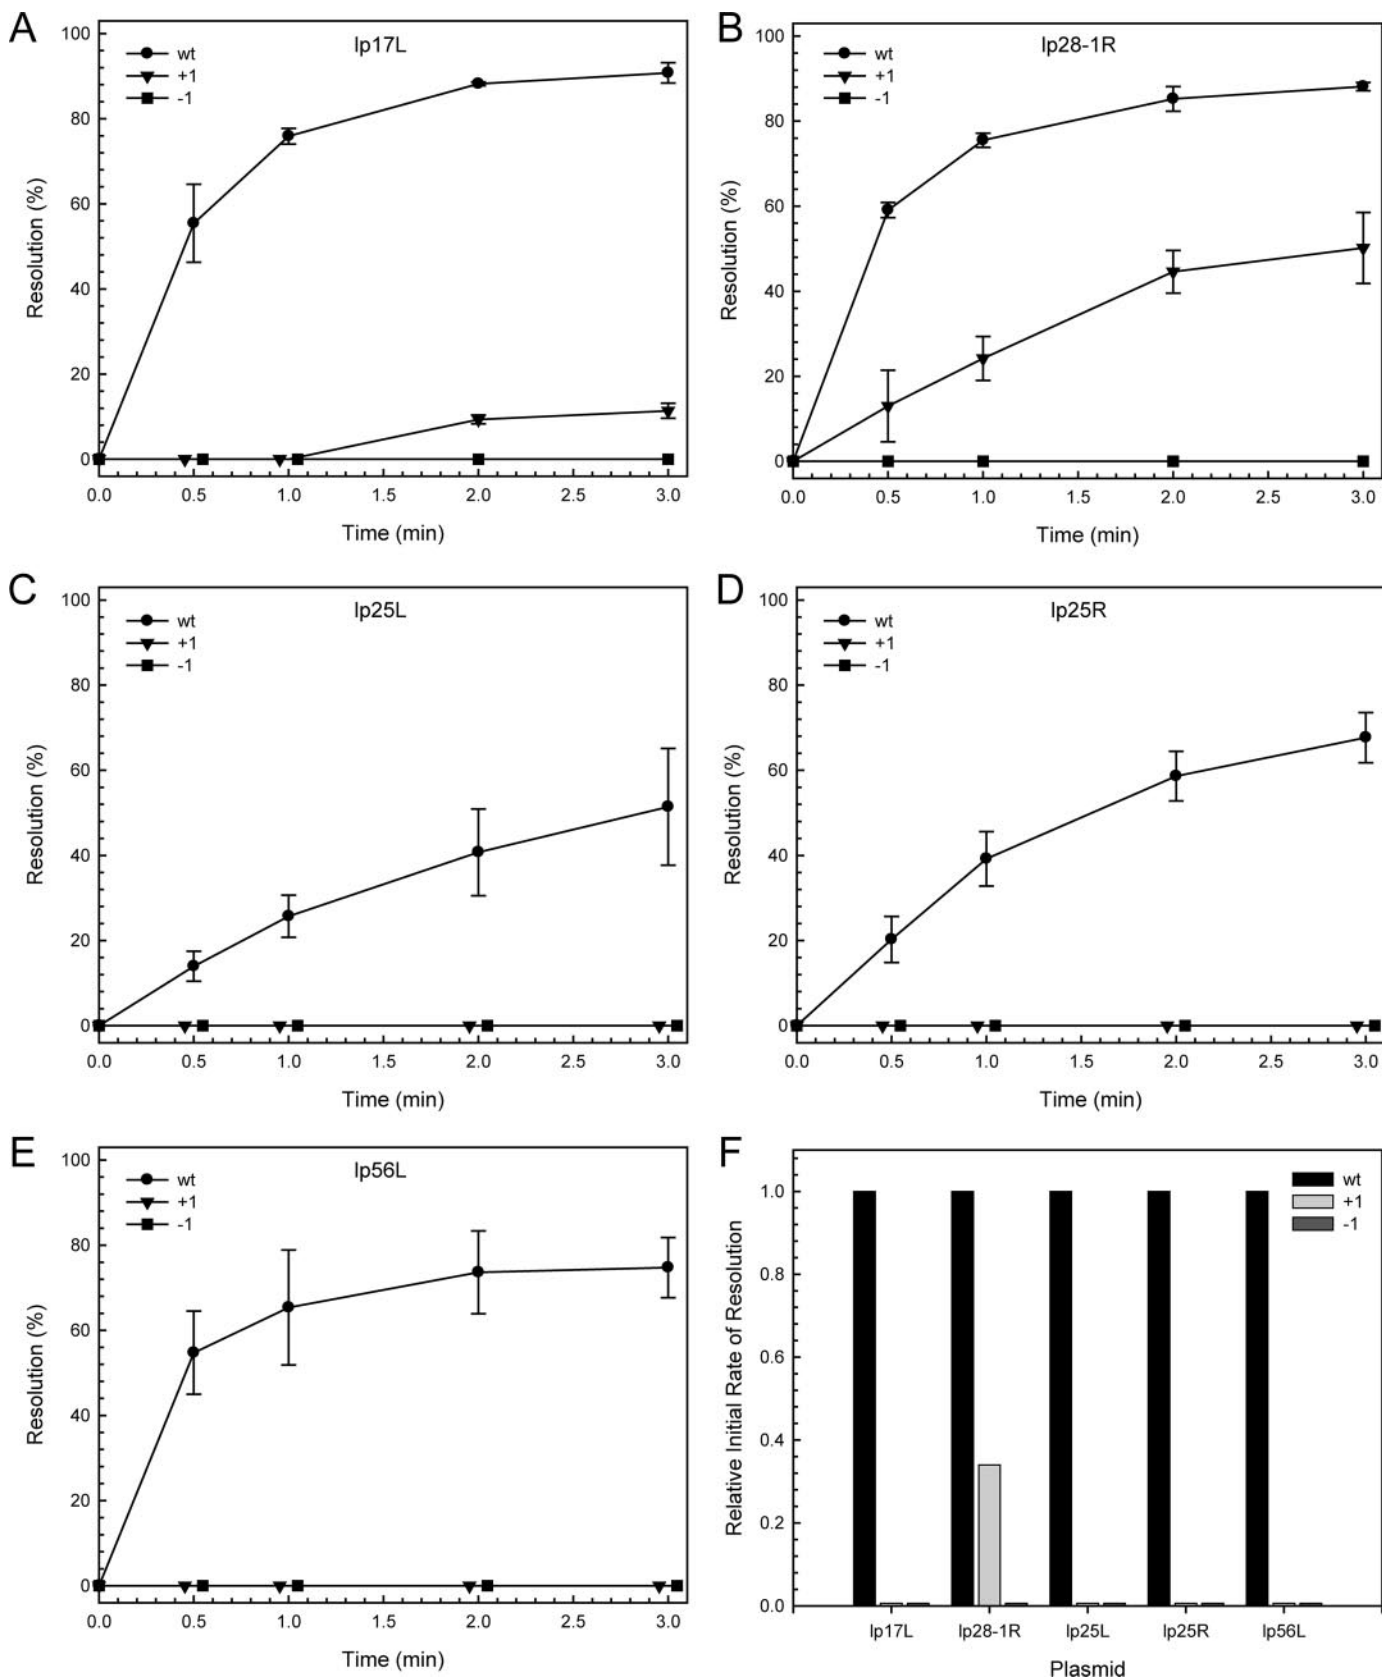 A
lp17L
wt
+1
-1
100
80
60
40
20
0
Resolution (%)
0.0 0.5 1.0 1.5 2.0 2.5 3.0
Time (min)
B
lp28-1R
wt
+1
-1
100
80
60
40
20
0
Resolution (%)
0.0 0.5 1.0 1.5 2.0 2.5 3.0
Time (min)
C
lp25L
wt
+1
-1
100
80
60
40
20
0
Resolution (%)
0.0 0.5 1.0 1.5 2.0 2.5 3.0
Time (min)
D
lp25R
wt
+1
-1
100
80
60
40
20
0
Resolution (%)
0.0 0.5 1.0 1.5 2.0 2.5 3.0
Time (min)
E
lp56L
wt
+1
-1
100
80
60
40
20
0
Resolution (%)
0.0 0.5 1.0 1.5 2.0 2.5 3.0
Time (min)
F
wt
+1
-1
1.0
0.8
0.6
0.4
0.2
0.0
Relative Initial Rate of Resolution
lp17L lp28-1R lp25L lp25R lp56L
Plasmid